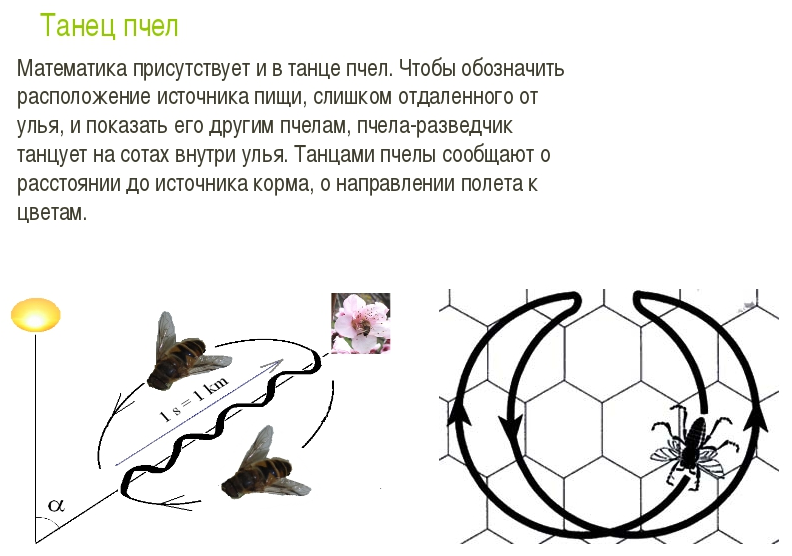 Танец пчел
Математика присутствует и в танце пчел. Чтобы обозначить
расположение источника пищи, слишком отдаленного от
улья, и показать его другим пчелам, пчела-разведчик
танцует на сотах внутри улья. Танцами пчелы сообщают о
расстоянии до источника корма, о направлении полета к
цветам.
1 s = 1 km
α